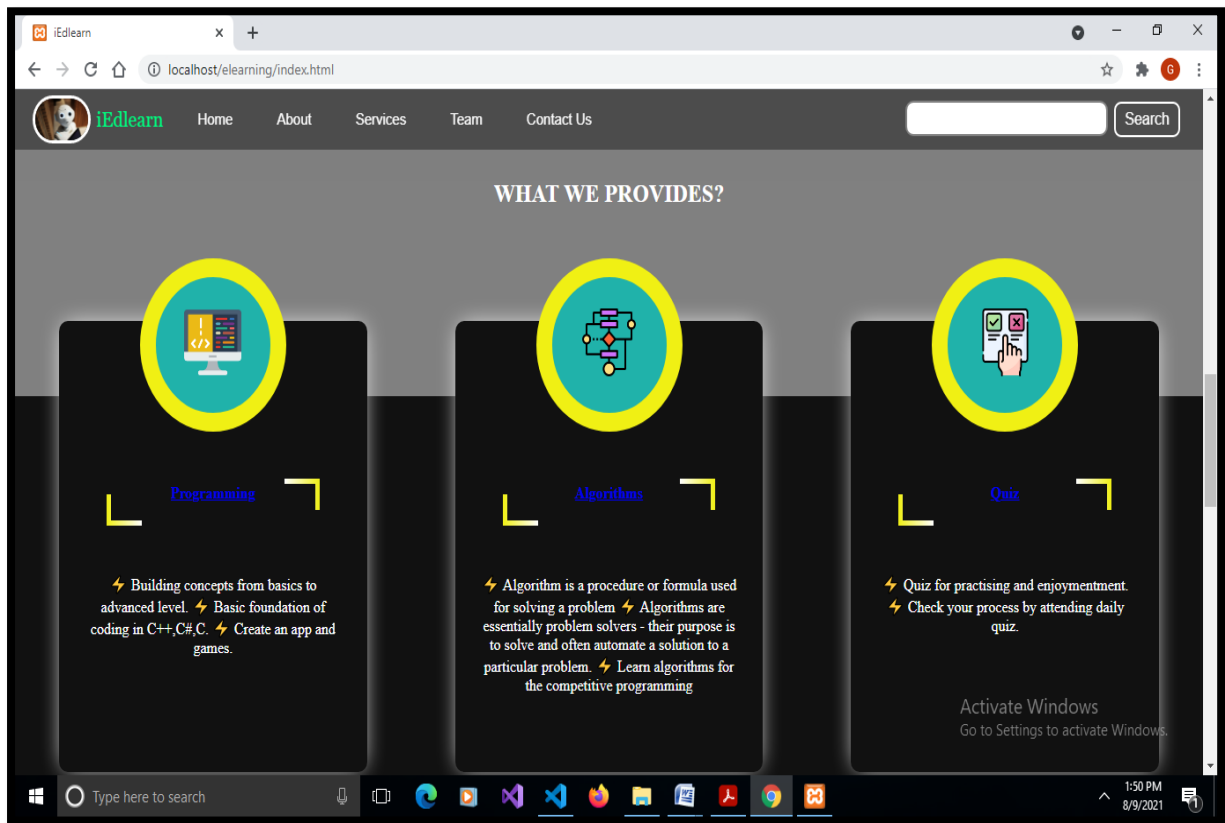 iEdlearn
localhost/elearning/index.html
G
iEdlearn Home About Services Team Contact Us Search
WHAT WE PROVIDES?
Programming
⚡ Building concepts from basics to
advanced level. ⚡ Basic foundation of
coding in C++,C#,C. ⚡ Create an app and
games.
Algorithms
⚡ Algorithm is a procedure or formula used
for solving a problem ⚡ Algorithms are
essentially problem solvers - their purpose is
to solve and often automate a solution to a
particular problem. ⚡ Learn algorithms for
the competitive programming
Quiz
⚡ Quiz for practising and enjoymentment.
⚡ Check your process by attending daily
quiz.
Activate Windows
Go to Settings to activate Windows.
Type here to search
1:50 PM
8/9/2021
1